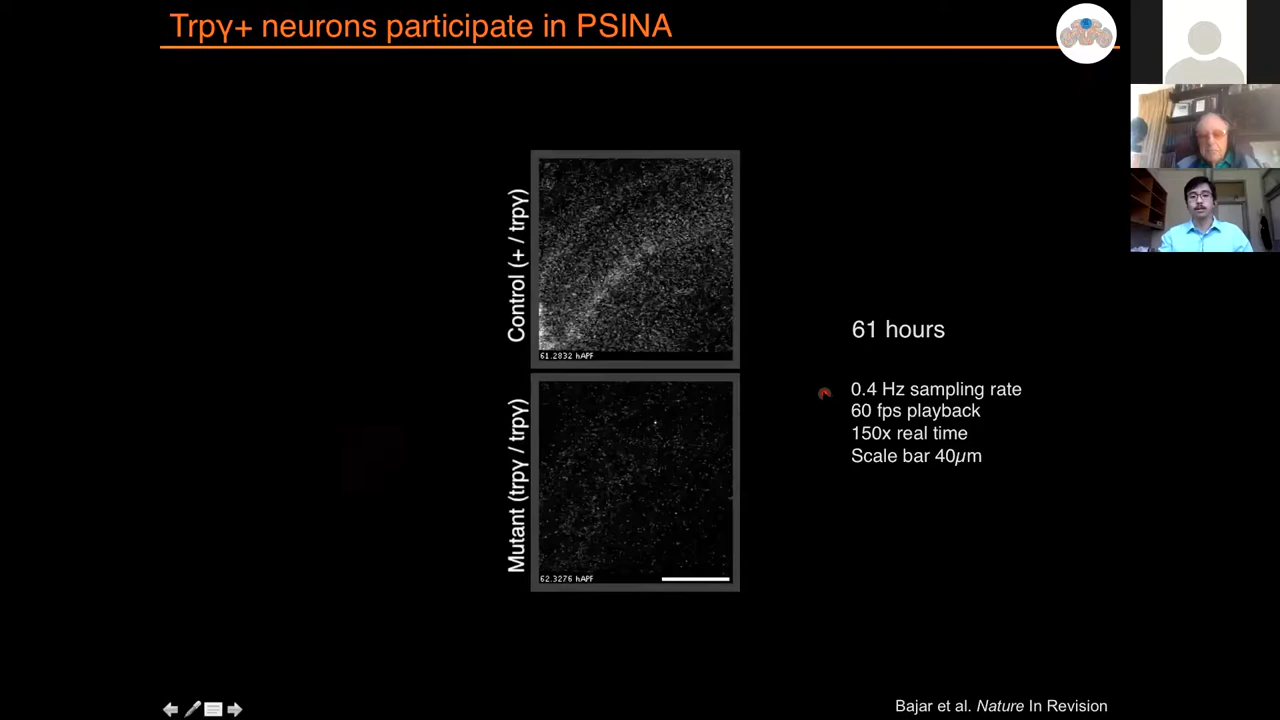 Trpγ+ neurons participate in PSINA
Control (+ / trpγ)
61.2832 hAPF
Mutant (trpγ / trpγ)
62.3276 hAPF
61 hours
0.4 Hz sampling rate
60 fps playback
150x real time
Scale bar 40µm
Bajar et al. Nature In Revision